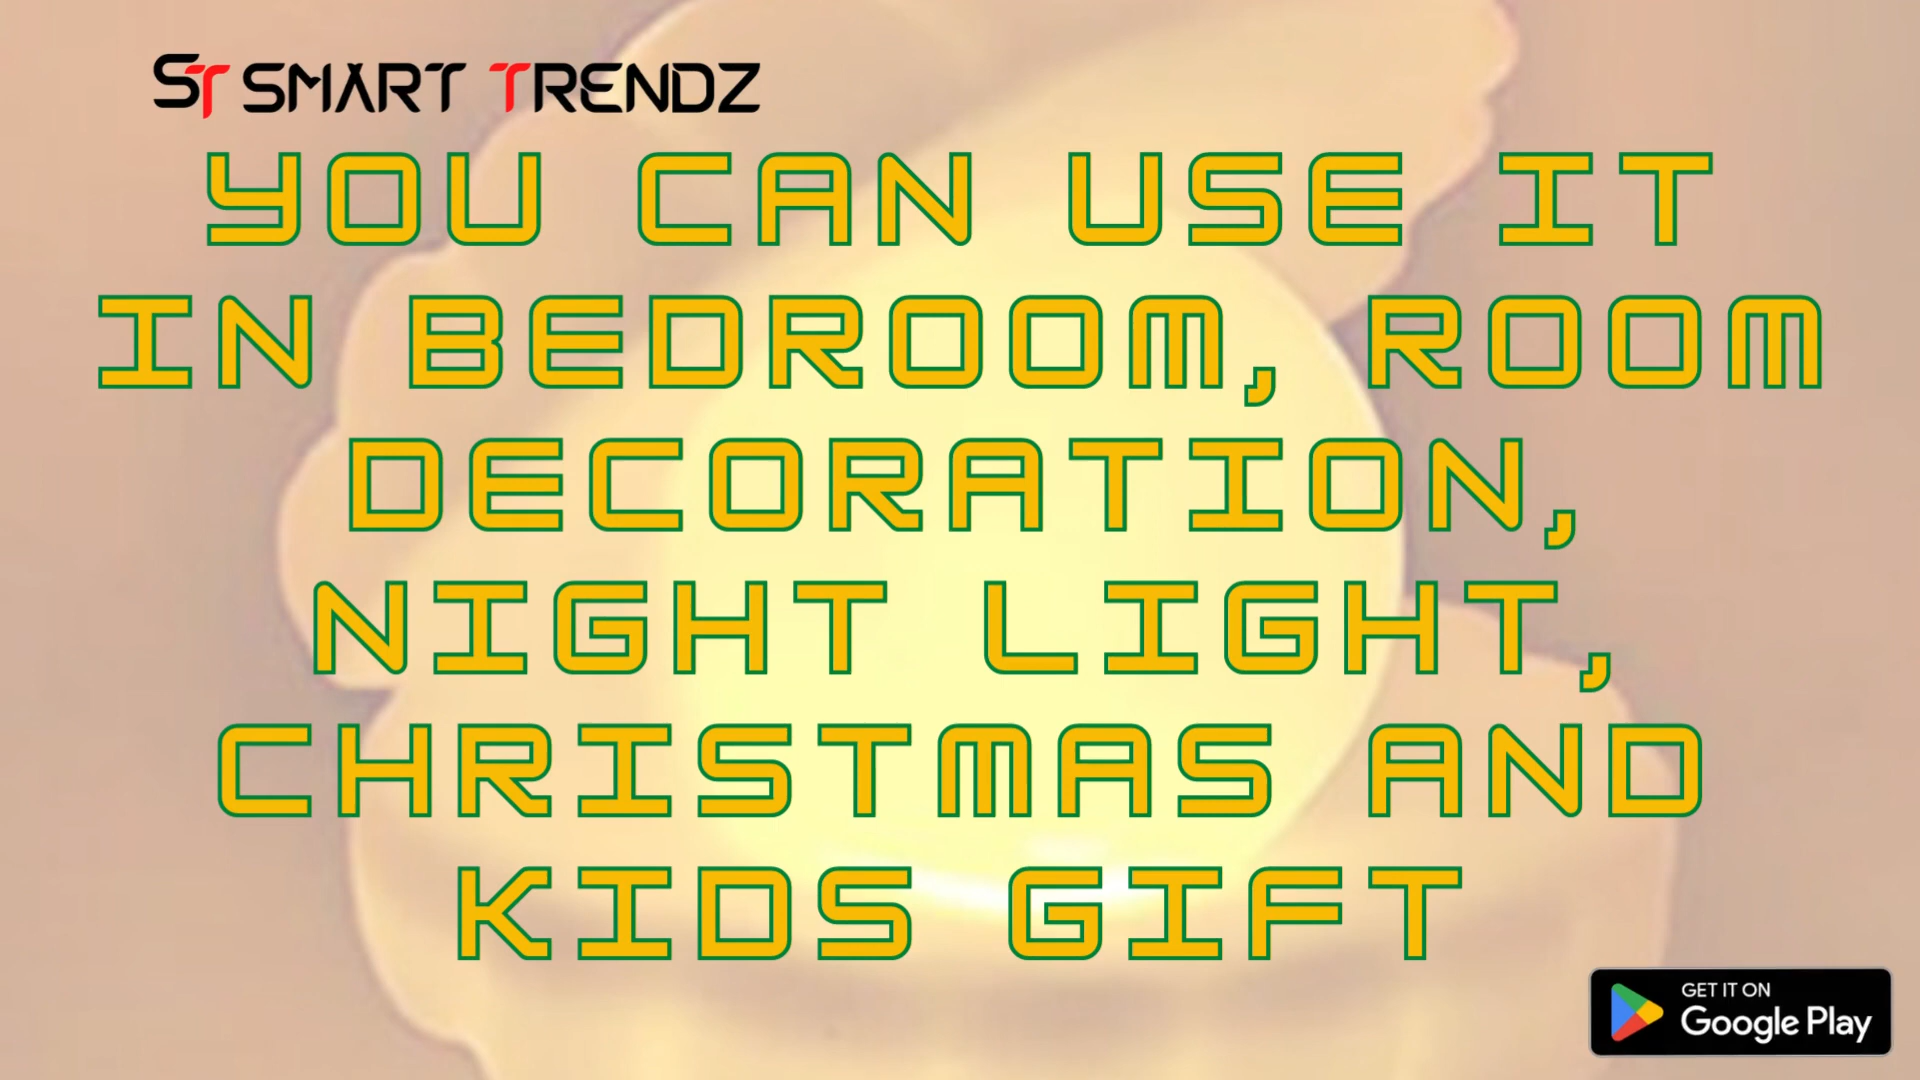 ST SMART TRENDZ
YOU CAN USE IT
IN BEDROOM, ROOM
DECORATION,
NIGHT LIGHT,
CHRISTMAS AND
KIDS GIFT
GET IT ON
Google Play